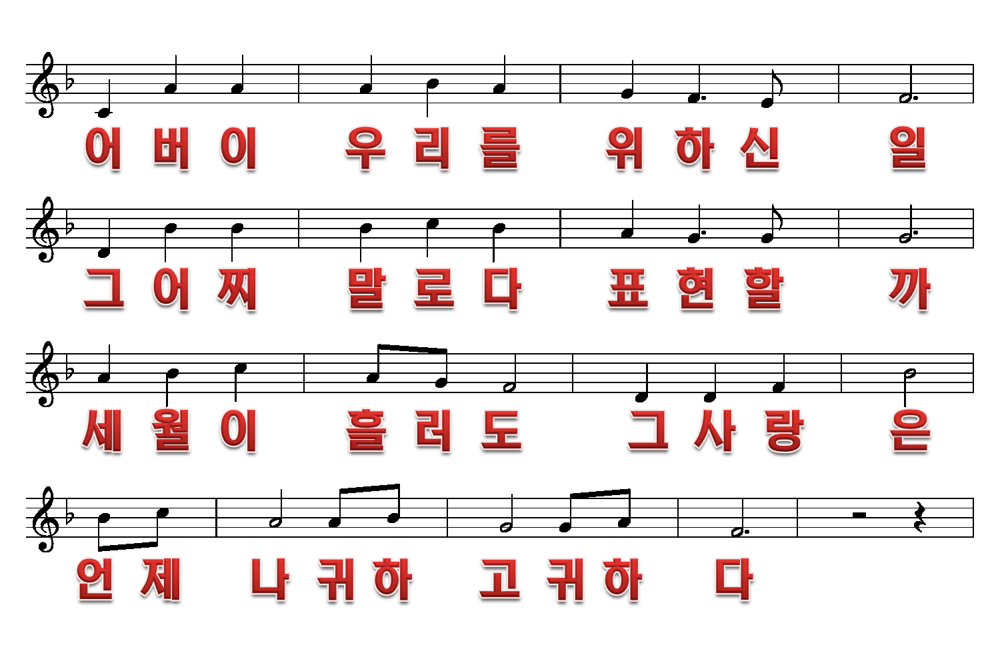 어버이 우리를 위하신 일
그어찌 말로다 표현할 까
세월이 흘러도 그사랑 은
언제 나귀하 고귀하 다